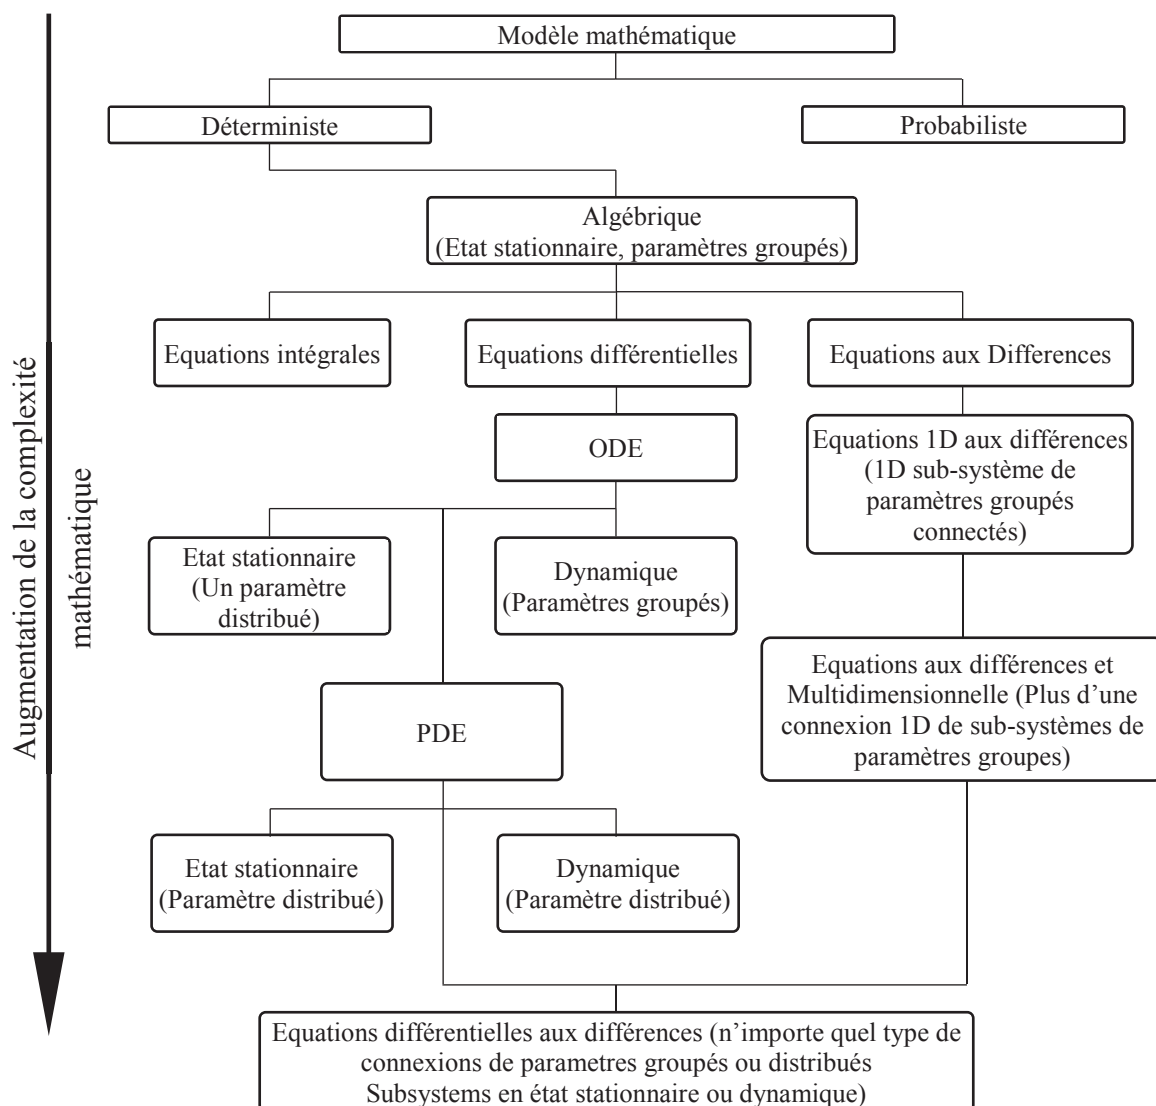 Modèle mathématique
Déterministe
Probabiliste
Algébrique
(Etat stationnaire, paramètres groupés)
Equations intégrales
Equations différentielles
Equations aux Differences
ODE
Equations 1D aux différences
(1D sub-système de
paramètres groupés
connectés)
Etat stationnaire
(Un paramètre
distribué)
Dynamique
(Paramètres groupés)
Equations aux différences et
Multidimensionnelle (Plus d’une
connexion 1D de sub-systèmes de
paramètres groupes)
PDE
Etat stationnaire
(Paramètre distribué)
Dynamique
(Paramètre distribué)
Equations différentielles aux différences (n’importe quel type de
connexions de parametres groupés ou distribués
Subsystems en état stationnaire ou dynamique)
Augmentation de la complexité
mathématique